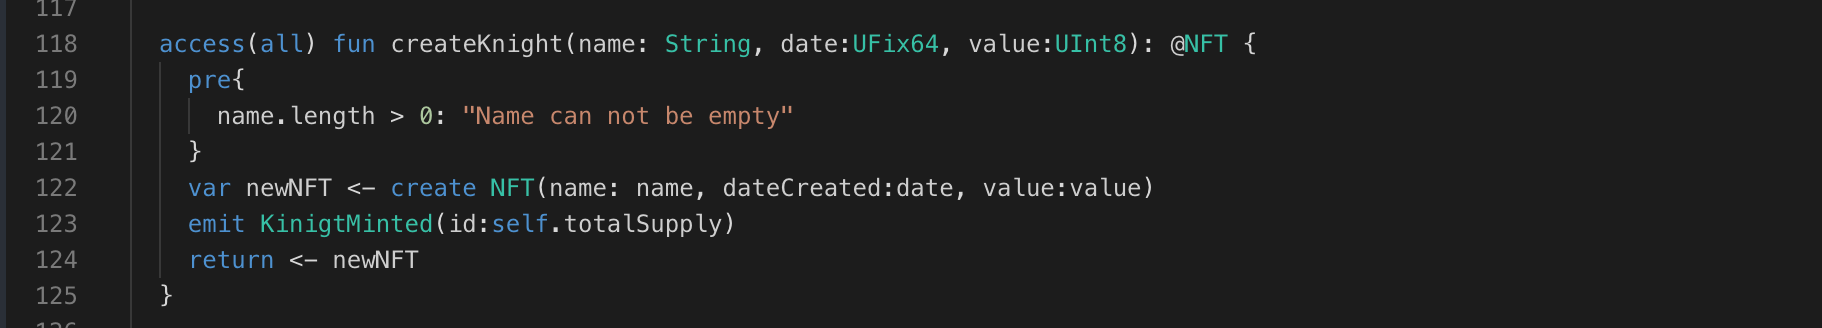 117
118 access(all) fun createKnight(name: String, date:UFix64, value:UInt8): @NFT {
119 pre{
120 name.length > 0: "Name can not be empty"
121 }
122 var newNFT <- create NFT(name: name, dateCreated:date, value:value)
123 emit KinigtMinted(id:self.totalSupply)
124 return <- newNFT
125 }
126